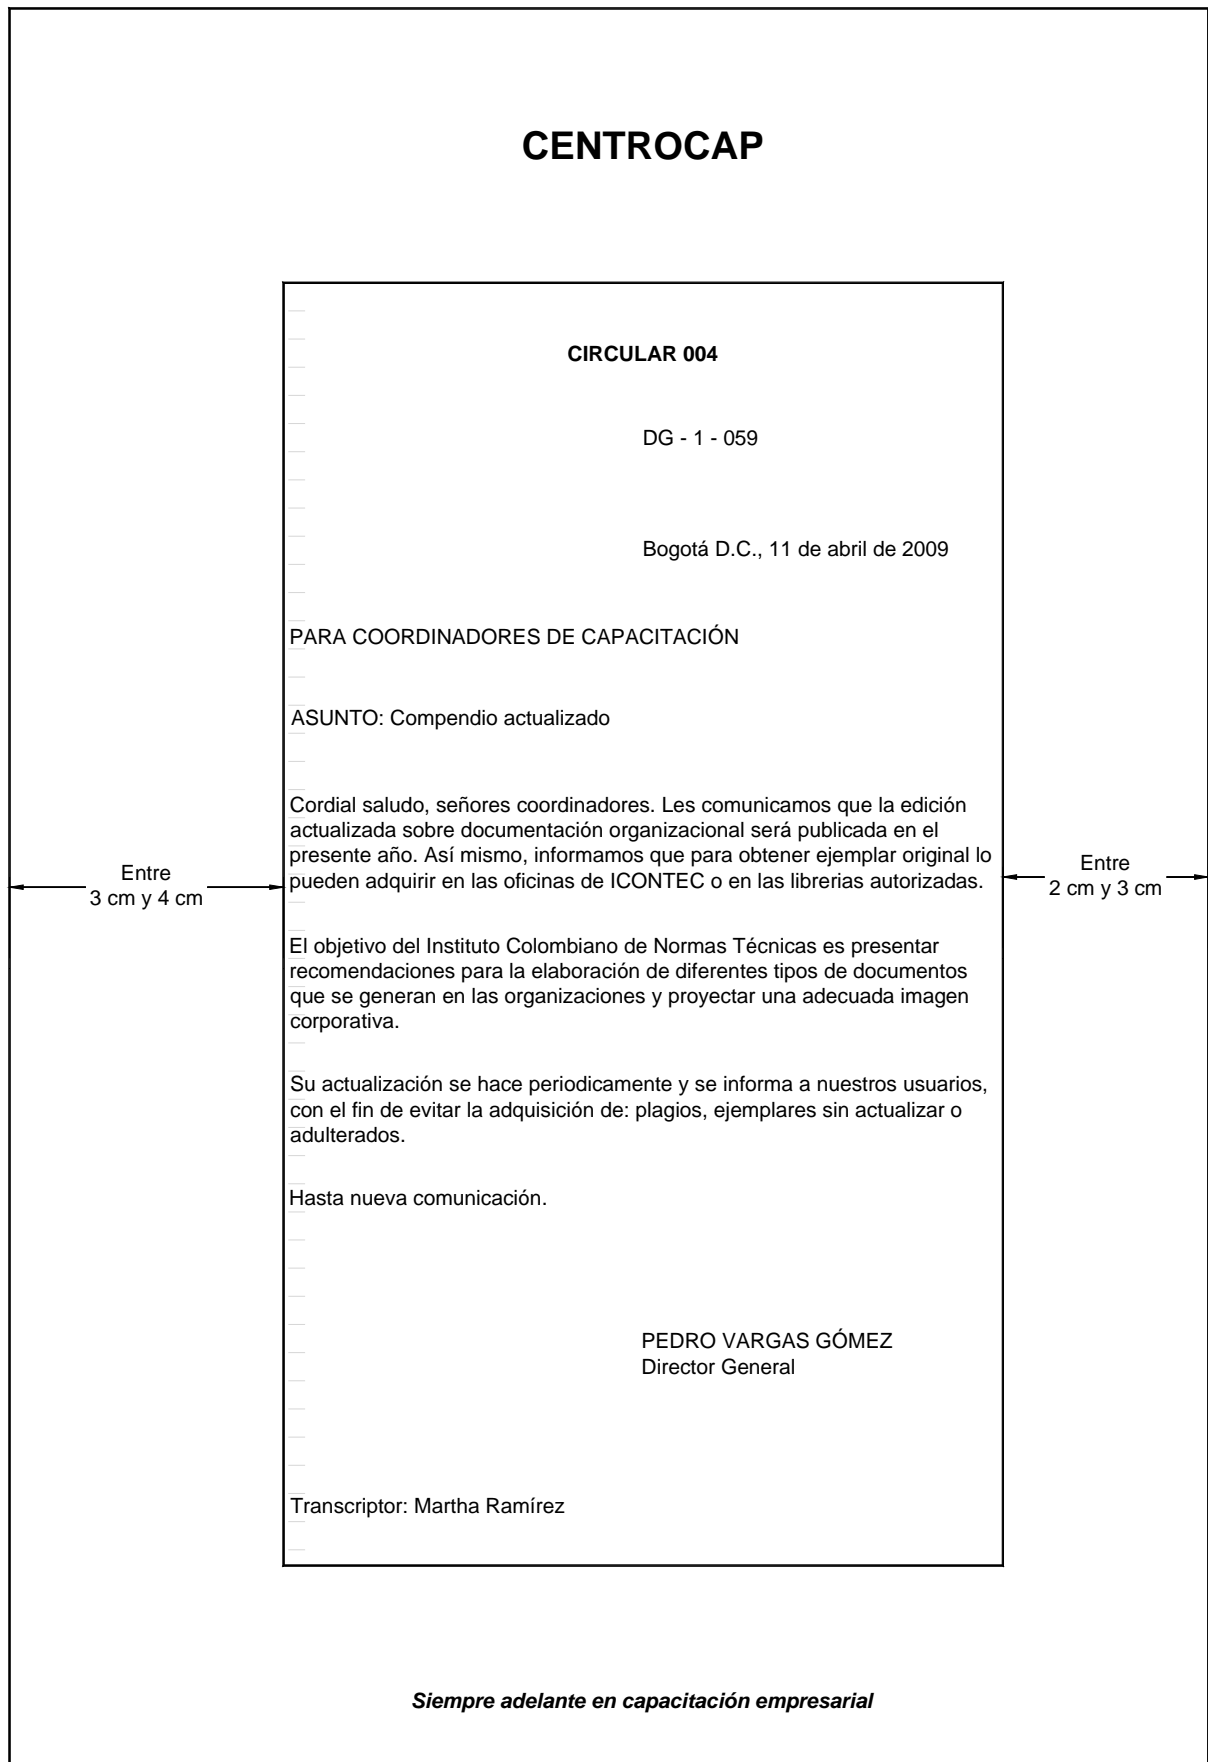 CENTROCAP
CIRCULAR 004
DG - 1 - 059
Bogotá D.C., 11 de abril de 2009
PARA COORDINADORES DE CAPACITACIÓN
ASUNTO: Compendio actualizado
Cordial saludo, señores coordinadores. Les comunicamos que la edición
actualizada sobre documentación organizacional será publicada en el
presente año. Así mismo, informamos que para obtener ejemplar original lo
pueden adquirir en las oficinas de ICONTEC o en las librerias autorizadas.
Entre
3 cm y 4 cm
Entre
2 cm y 3 cm
El objetivo del Instituto Colombiano de Normas Técnicas es presentar
recomendaciones para la elaboración de diferentes tipos de documentos
que se generan en las organizaciones y proyectar una adecuada imagen
corporativa.
Su actualización se hace periodicamente y se informa a nuestros usuarios,
con el fin de evitar la adquisición de: plagios, ejemplares sin actualizar o
adulterados.
Hasta nueva comunicación.
PEDRO VARGAS GÓMEZ
Director General
Transcriptor: Martha Ramírez
Siempre adelante en capacitación empresarial